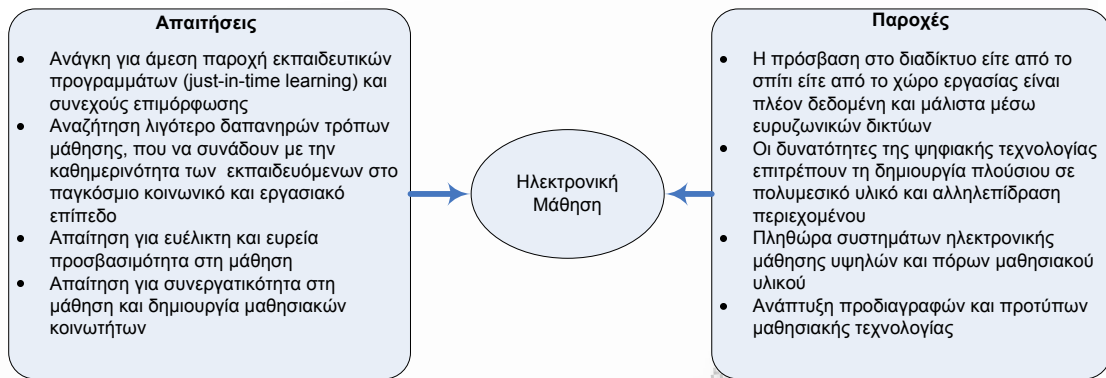 Απαιτήσεις
• Ανάγκη για άμεση παροχή εκπαιδευτικών
προγραμμάτων (just-in-time learning) και
συνεχούς επιμόρφωσης
• Αναζήτηση λιγότερο δαπανηρών τρόπων
μάθησης, που να συνάδουν με την
καθημερινότητα των εκπαιδευόμενων στο
παγκόσμιο κοινωνικό και εργασιακό
επίπεδο
• Απαίτηση για ευέλικτη και ευρεία
προσβασιμότητα στη μάθηση
• Απαίτηση για συνεργατικότητα στη
μάθηση και δημιουργία μαθησιακών
κοινωτήτων
Ηλεκτρονική
Μάθηση
Παροχές
• Η πρόσβαση στο διαδίκτυο είτε από το
σπίτι είτε από το χώρο εργασίας είναι
πλέον δεδομένη και μάλιστα μέσω
ευρυζωνικών δικτύων
• Οι δυνατότητες της ψηφιακής τεχνολογίας
επιτρέπουν τη δημιουργία πλούσιου σε
πολυμεσικό υλικό και αλληλεπίδραση
περιεχομένου
• Πληθώρα συστημάτων ηλεκτρονικής
μάθησης υψηλών και πόρων μαθησιακού
υλικού
• Ανάπτυξη προδιαγραφών και προτύπων
μαθησιακής τεχνολογίας